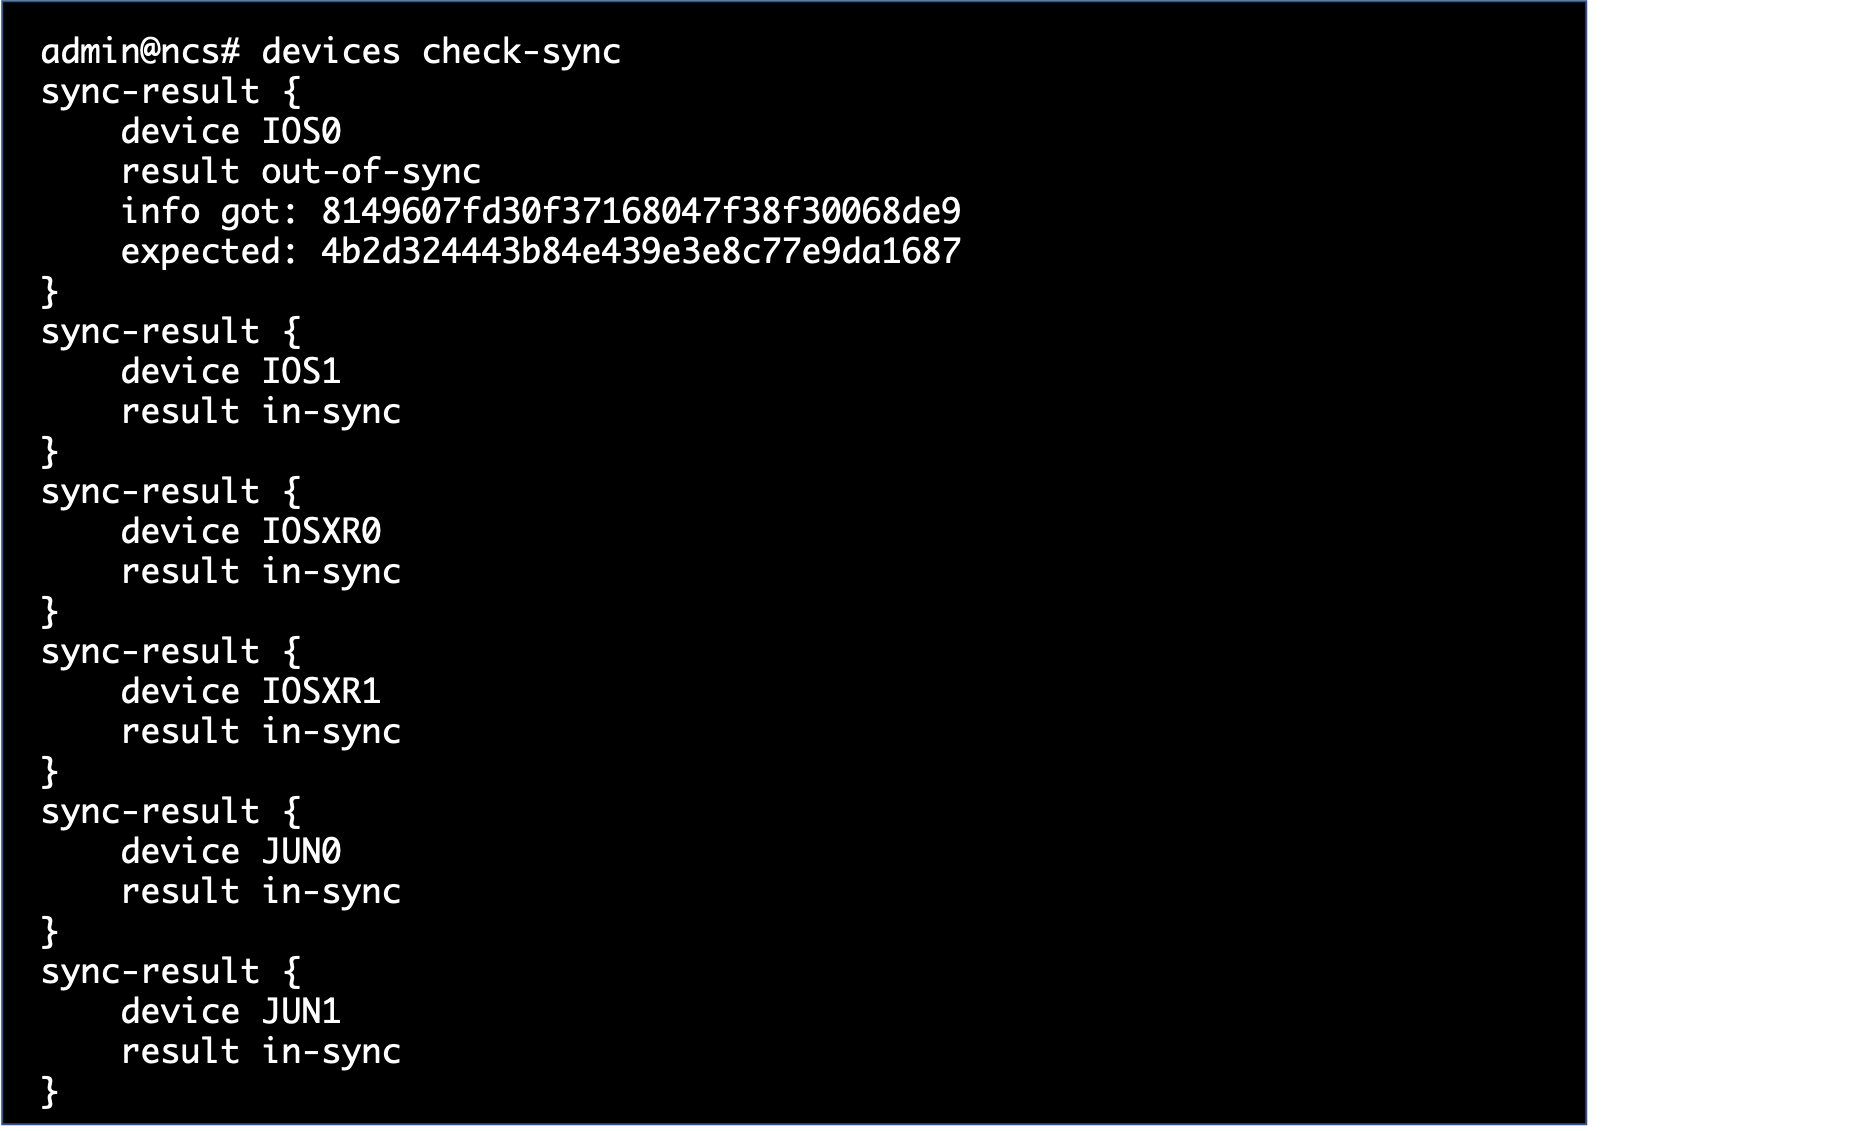 admin@ncs# devices check-sync
sync-result {
    device IOS0
    result out-of-sync
    info got: 8149607fd30f37168047f38f30068de9
    expected: 4b2d324443b84e439e3e8c77e9da1687
}
sync-result {
    device IOS1
    result in-sync
}
sync-result {
    device IOSXR0
    result in-sync
}
sync-result {
    device IOSXR1
    result in-sync
}
sync-result {
    device JUN0
    result in-sync
}
sync-result {
    device JUN1
    result in-sync
}